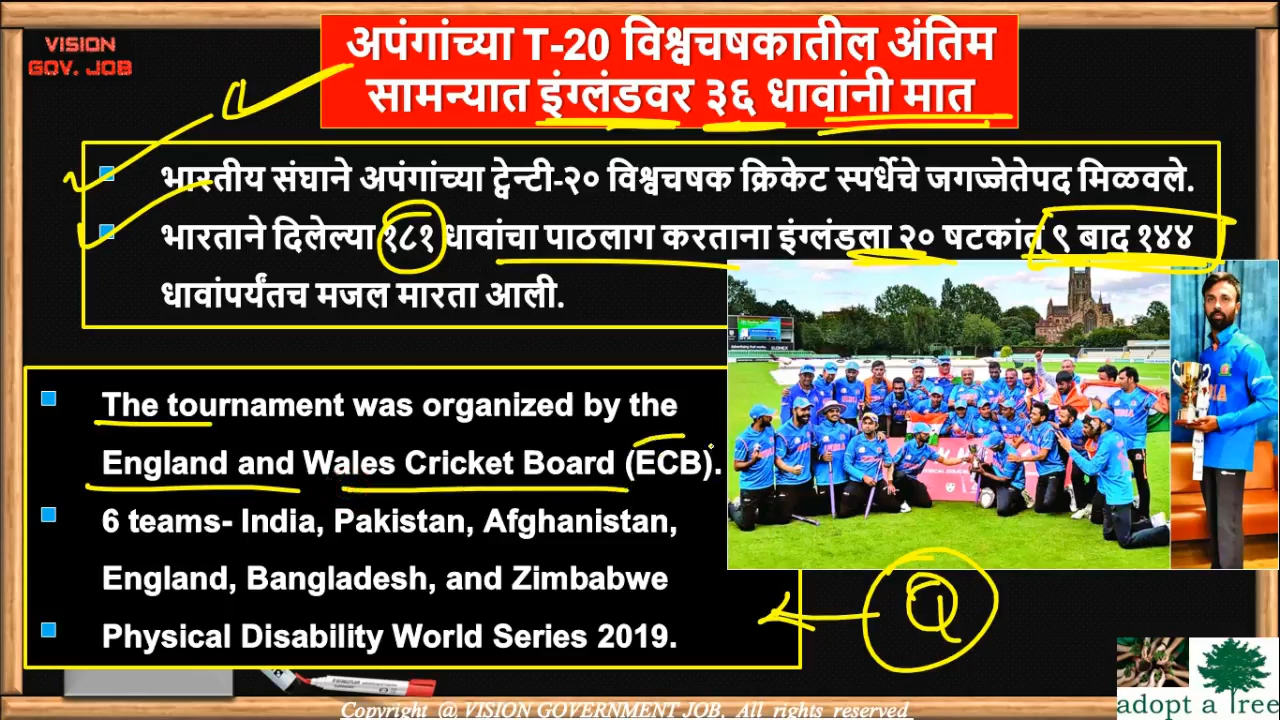 VISION
GOV. JOB
अपंगांच्या T-20 विश्वचषकातील अंतिम
सामन्यात इंग्लंडवर ३६ धावांनी मात
भारतीय संघाने अपंगांच्या ट्वेन्टी-२० विश्वचषक क्रिकेट स्पर्धेचे जगज्जेतेपद मिळवले.
भारताने दिलेल्या १८१ धावांचा पाठलाग करताना इंग्लंडला २० षटकांत ९ बाद १४४
धावांपर्यंतच मजल मारता आली.
The tournament was organized by the
England and Wales Cricket Board (ECB).
6 teams- India, Pakistan, Afghanistan,
England, Bangladesh, and Zimbabwe
Physical Disability World Series 2019.
Q
adopt a Tree
Copyright @ VISION GOVERNMENT JOB. All rights reserved